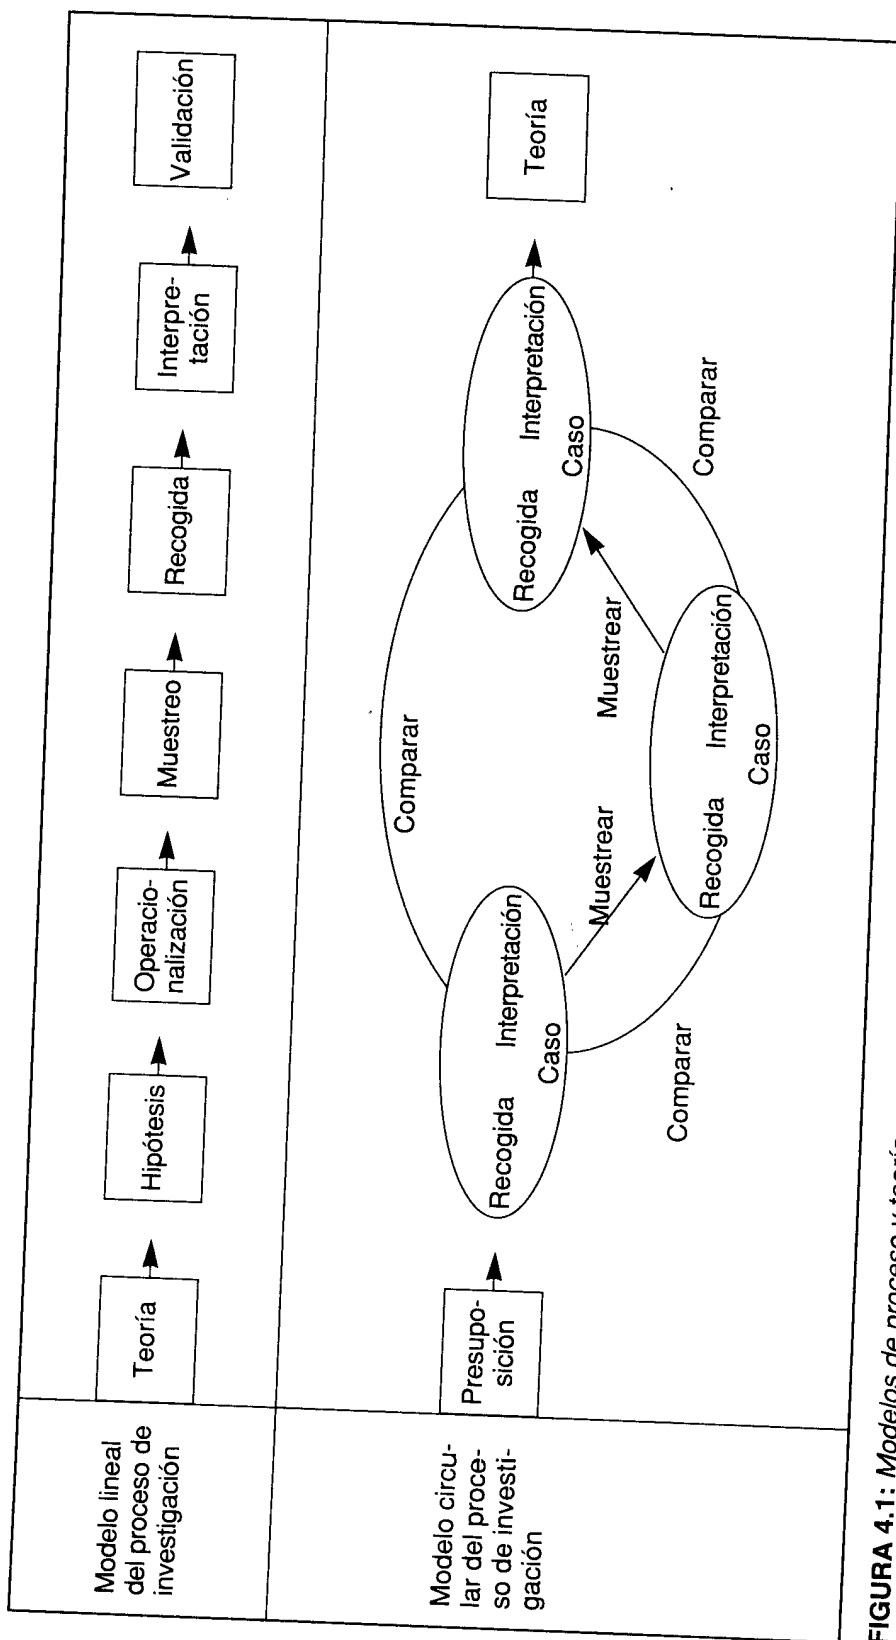 Modelo lineal
del proceso de
investigación
Teoría
Hipótesis
Operacio-
nalización
Muestreo
Recogida
Interpre-
tación
Validación
Modelo circu-
lar del proce-
so de investi-
gación
Presupo-
sición
Recogida Interpretación
Caso
Comparar
Muestrear
Comparar
Recogida Interpretación
Caso
Muestrear
Comparar
Recogida Interpretación
Caso
Teoría
FIGURA 4.1: Modelos de proceso y teoría